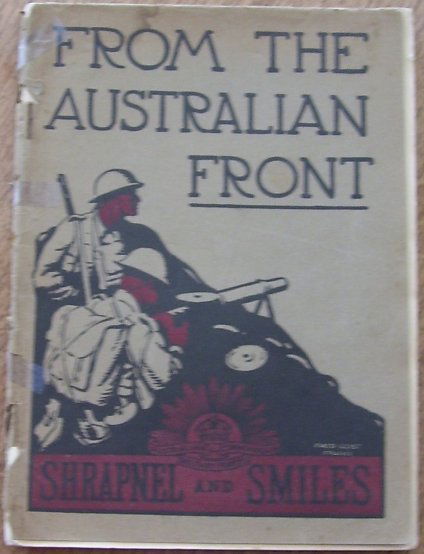 FROM THE
AUSTRALIAN
FRONT
SHRAPNEL AND SMILES